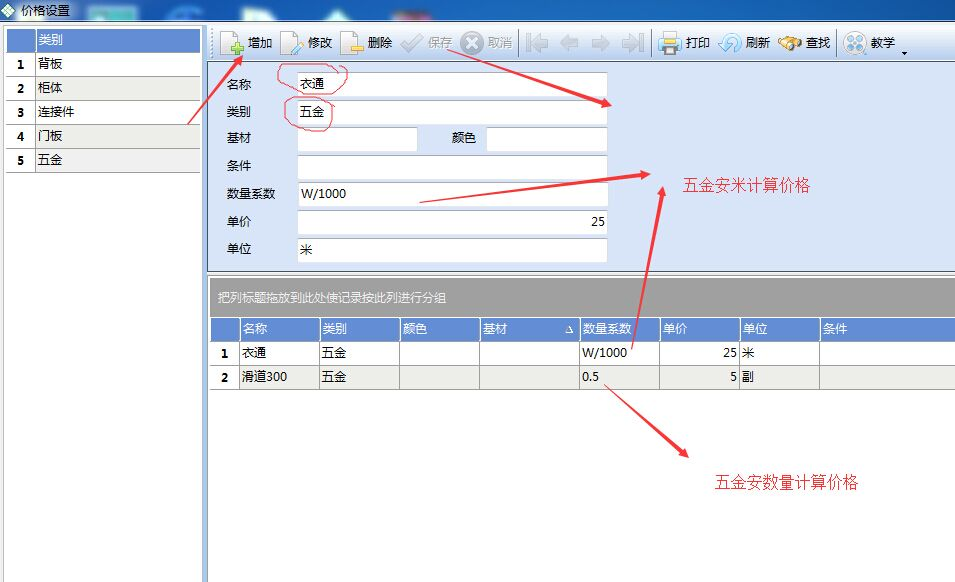 价格设置
增加 修改 删除 保存 取消 打印 刷新 查找 教学
类别
1 背板
2 柜体
3 连接件
4 门板
5 五金
名称 衣通
类别 五金
基材 颜色
条件
数量系数 W/1000
单价 25
单位 米
五金安米计算价格
把列标题拖放到此处使记录按此列进行分组
名称 类别 颜色 基材 数量系数 单价 单位 条件
1 衣通 五金 W/1000 25 米
2 滑道300 五金 0.5 5 副
五金安数量计算价格